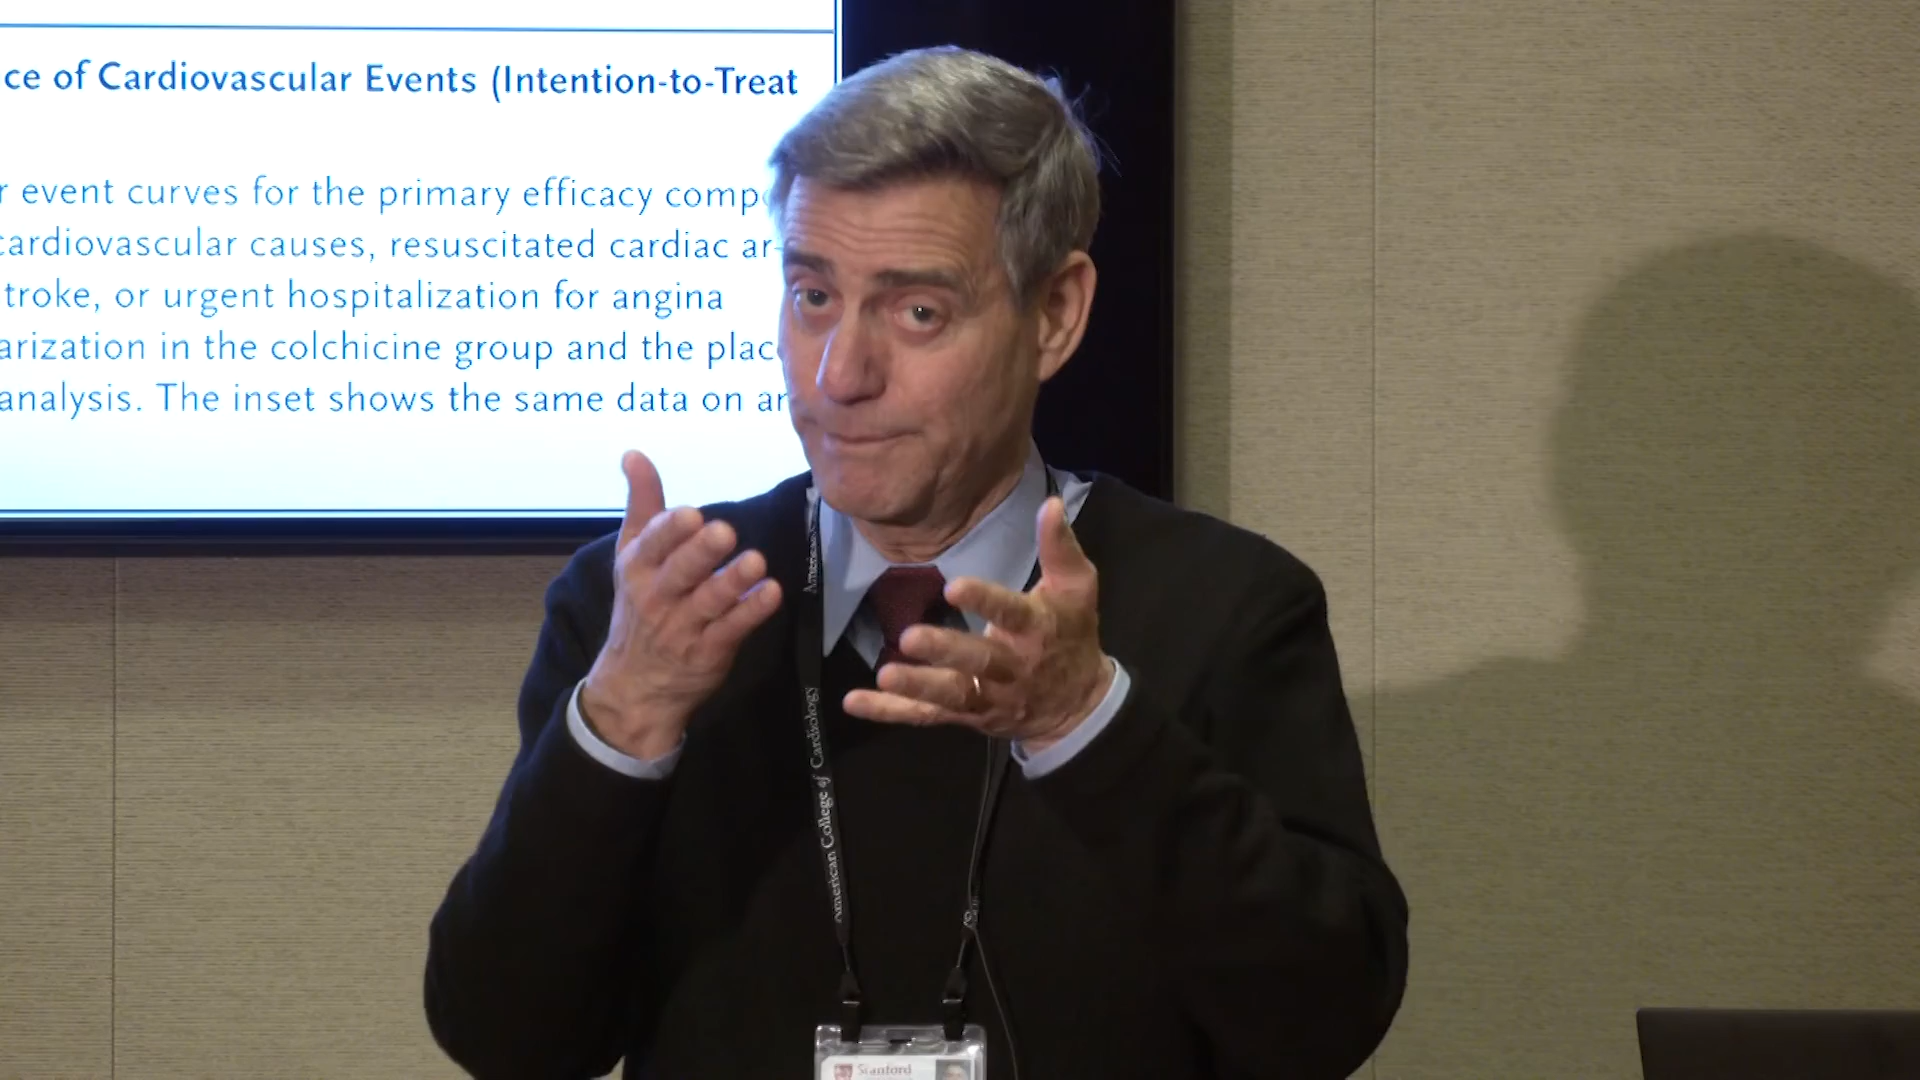 ce of Cardiovascular Events (Intention-to-Treat
r event curves for the primary efficacy comp
cardiovascular causes, resuscitated cardiac ar-
troke, or urgent hospitalization for angina
arization in the colchicine group and the plac
analysis. The inset shows the same data on an
American
American College of Cardiology
Stanford